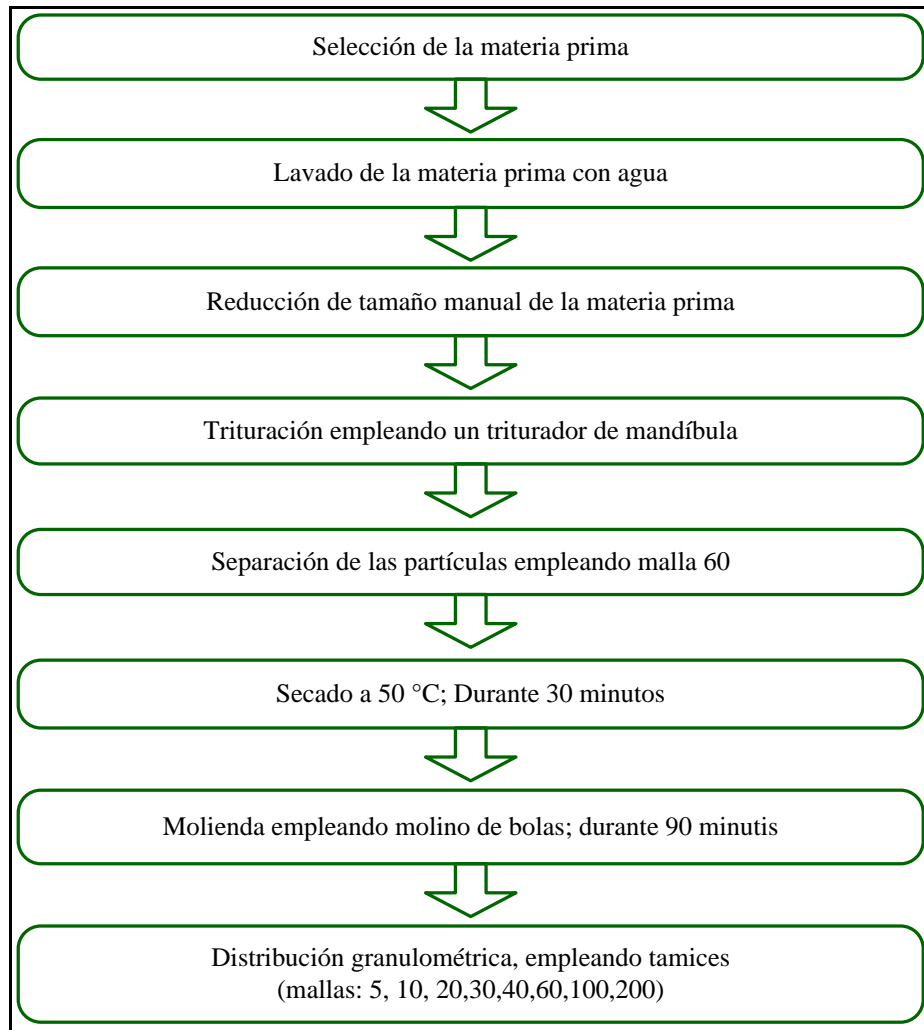 Selección de la materia prima
Lavado de la materia prima con agua
Reducción de tamaño manual de la materia prima
Trituración empleando un triturador de mandíbula
Separación de las partículas empleando malla 60
Secado a 50 °C; Durante 30 minutos
Molienda empleando molino de bolas; durante 90 minutis
Distribución granulométrica, empleando tamices
(mallas: 5, 10, 20,30,40,60,100,200)